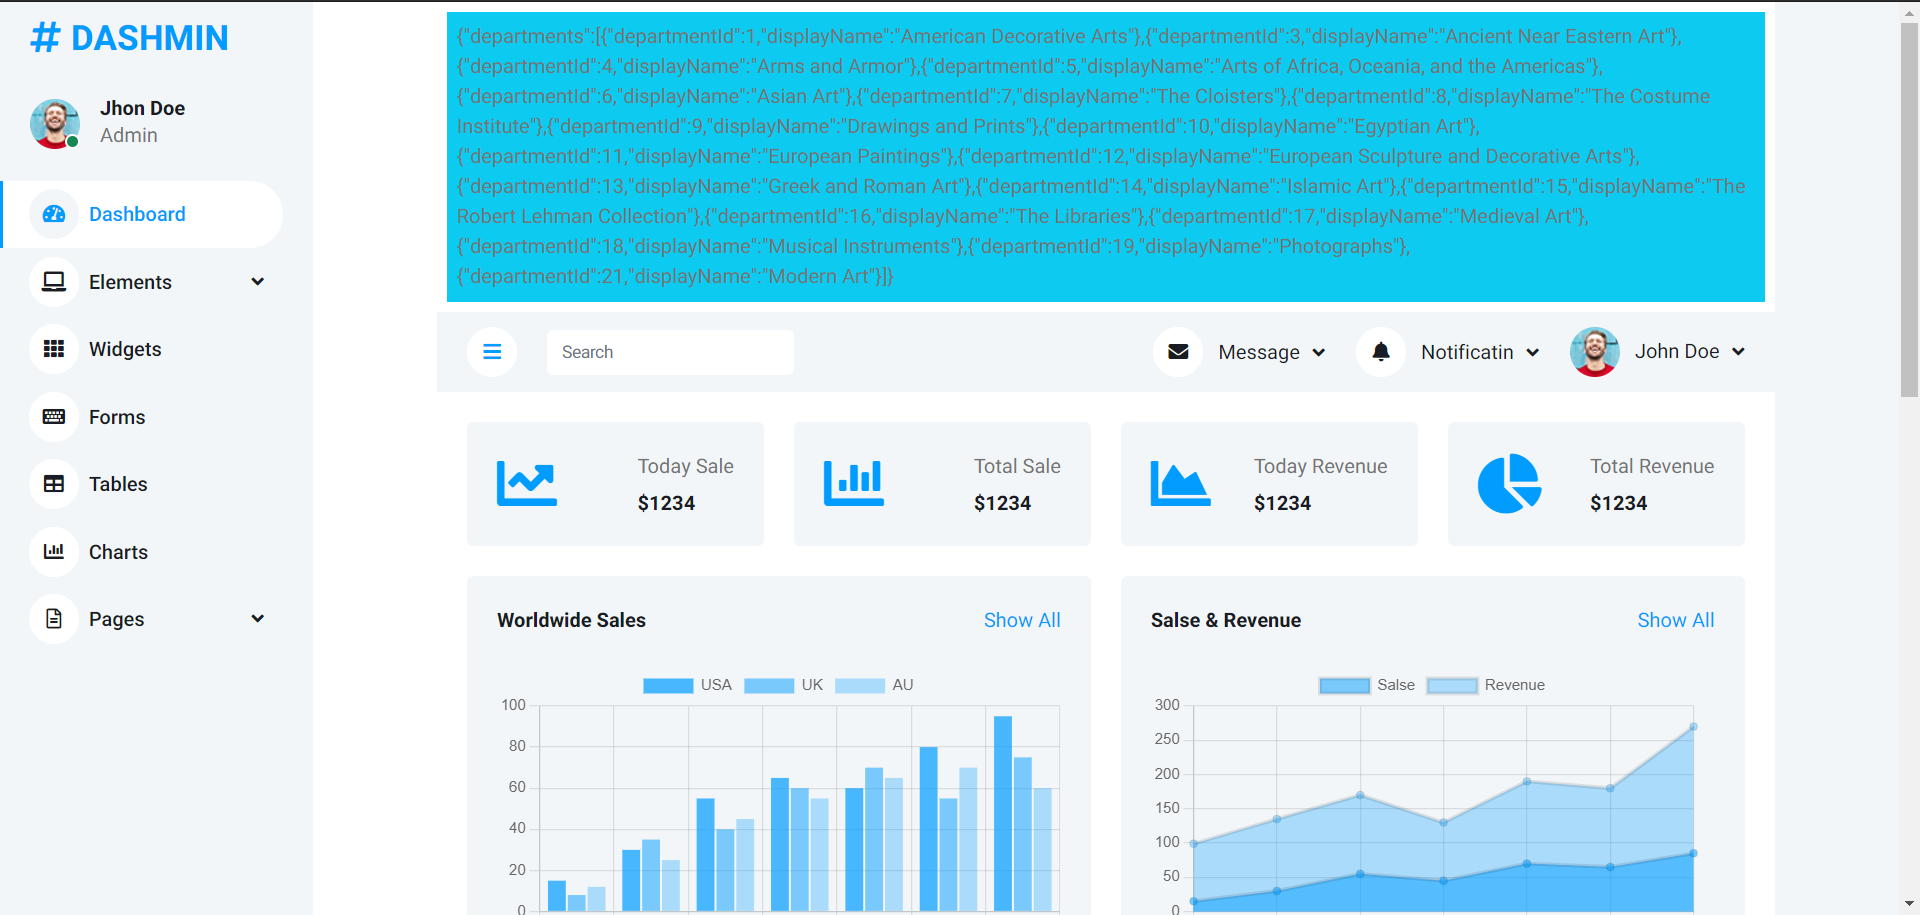 # DASHMIN
Jhon Doe
Admin
Dashboard
Elements
Widgets
Forms
Tables
Charts
Pages
{"departments":[{"departmentId":1,"displayName":"American Decorative Arts"},{"departmentId":3,"displayName":"Ancient Near Eastern Art"},
{"departmentId":4,"displayName":"Arms and Armor"},{"departmentId":5,"displayName":"Arts of Africa, Oceania, and the Americas"},
{"departmentId":6,"displayName":"Asian Art"},{"departmentId":7,"displayName":"The Cloisters"},{"departmentId":8,"displayName":"The Costume
Institute"},{"departmentId":9,"displayName":"Drawings and Prints"},{"departmentId":10,"displayName":"Egyptian Art"},
{"departmentId":11,"displayName":"European Paintings"},{"departmentId":12,"displayName":"European Sculpture and Decorative Arts"},
{"departmentId":13,"displayName":"Greek and Roman Art"},{"departmentId":14,"displayName":"Islamic Art"},{"departmentId":15,"displayName":"The
Robert Lehman Collection"},{"departmentId":16,"displayName":"The Libraries"},{"departmentId":17,"displayName":"Medieval Art"},
{"departmentId":18,"displayName":"Musical Instruments"},{"departmentId":19,"displayName":"Photographs"},
{"departmentId":21,"displayName":"Modern Art"}]}
Search
Message
Notificatin
John Doe
Today Sale
$1234
Total Sale
$1234
Today Revenue
$1234
Total Revenue
$1234
Worldwide Sales
Show All
USA UK AU
100
80
60
40
20
0
Salse & Revenue
Show All
Salse Revenue
300
250
200
150
100
50
0